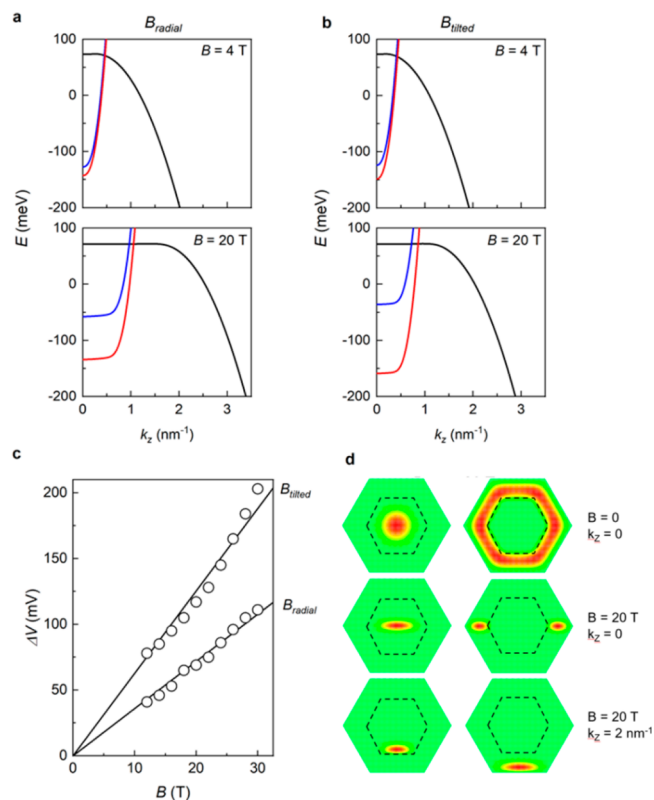 a
B_radial
b
B_tilted
100
B = 4 T
0
-100
-200
100
B = 4 T
0
-100
-200
E (meV)
100
B = 20 T
0
-100
-200
0
1
2
3
k_z (nm⁻¹)
E (meV)
100
B = 20 T
0
-100
-200
0
1
2
3
k_z (nm⁻¹)
c
200
150
100
50
0
ΔV (mV)
B_tilted
B_radial
0
10
20
30
B (T)
d
B = 0
k_z = 0
B = 20 T
k_z = 0
B = 20 T
k_z = 2 nm⁻¹